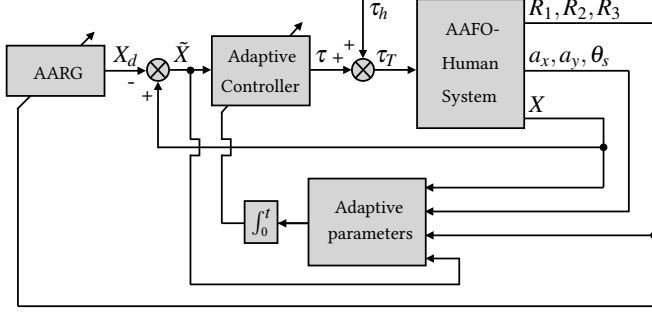 τ_h
R_1, R_2, R_3
AARG
X_d
-
+
X̃
Adaptive
Controller
τ
+
+
τ_T
AAFO-
Human
System
a_x, a_y, θ_s
X
∫_0^t
Adaptive
parameters